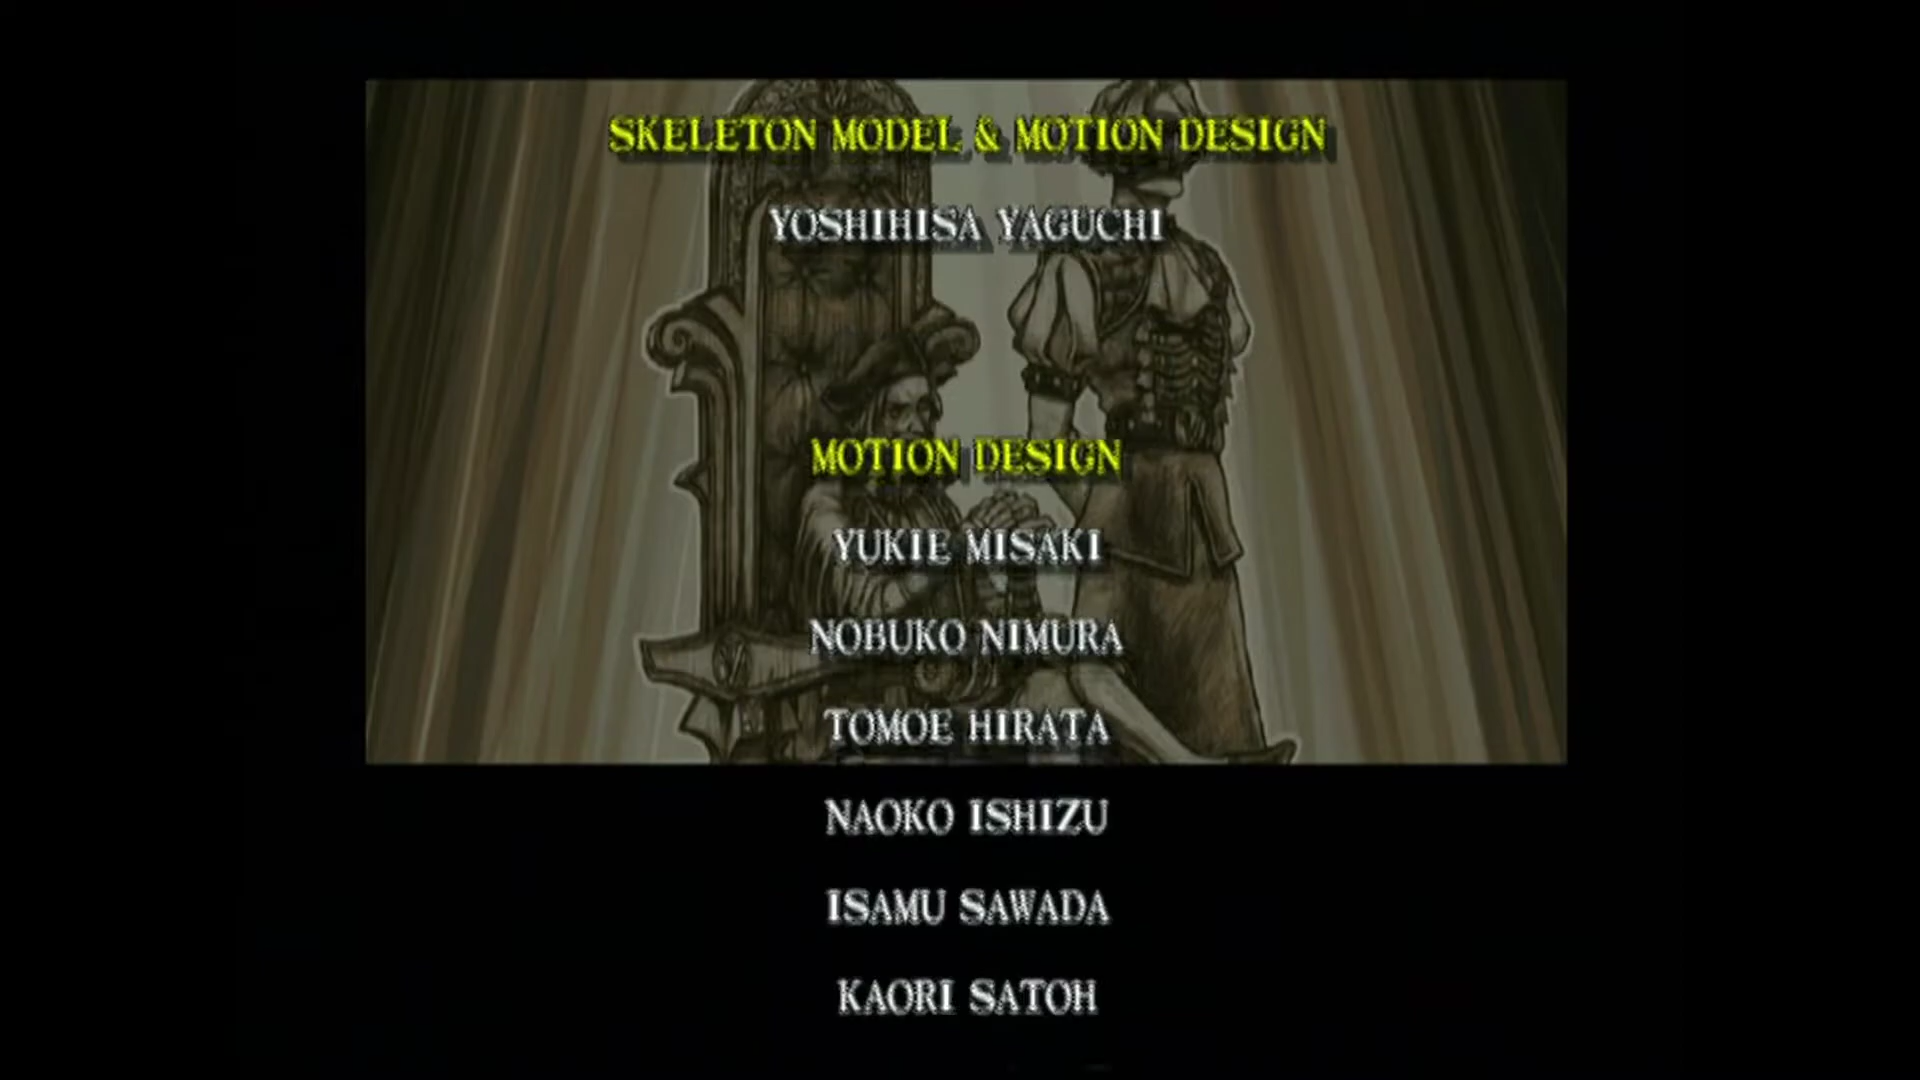 SKELETON MODEL & MOTION DESIGN
YOSHIHISA YAGUCHI
MOTION DESIGN
YUKIE MISAKI
NOBUKO NIMURA
TOMOE HIRATA
NAOKO ISHIZU
ISAMU SAWADA
KAORI SATOH